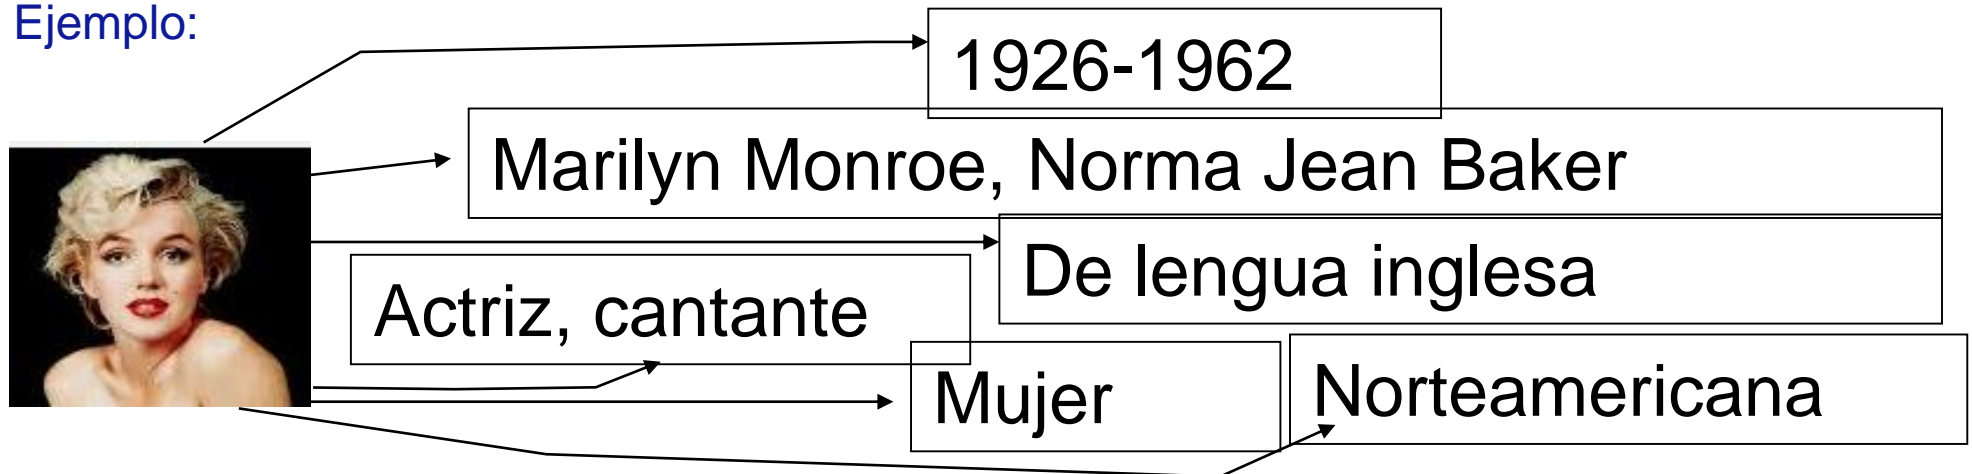 Ejemplo:
1926-1962
Marilyn Monroe, Norma Jean Baker
De lengua inglesa
Actriz, cantante
Mujer
Norteamericana